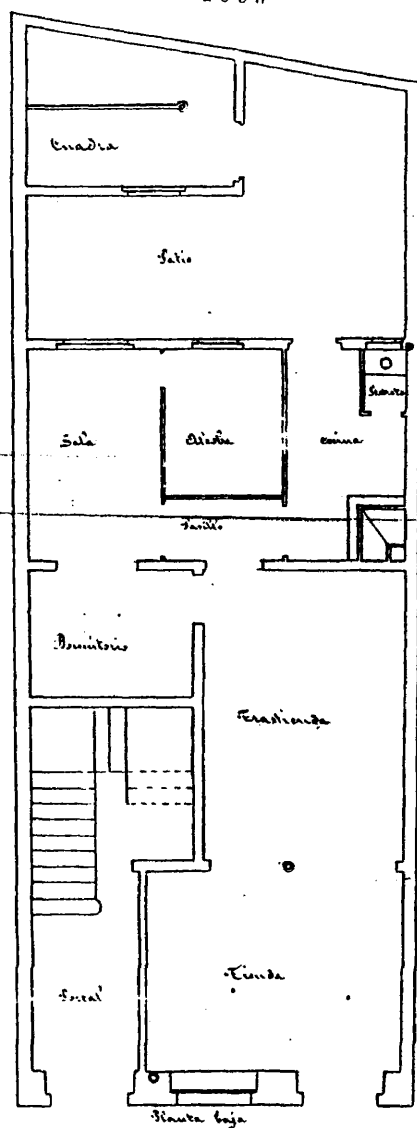 Cuadra
Patio
Sala
Alcoba
cocina
Pasillo
Dormitorio
Trastienda
Portal
Tienda
Planta baja